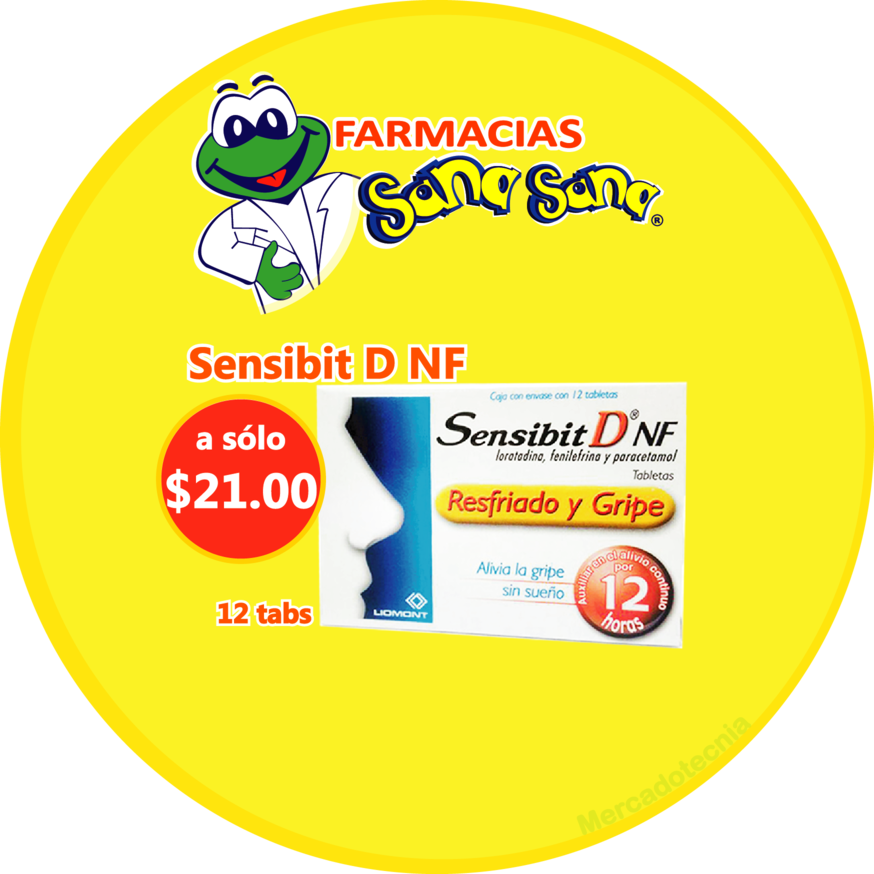 FARMACIAS
Sana Sana®
Sensibit D NF
a sólo
$21.00
12 tabs
Caja con envase con 12 tabletas
Sensibit D® NF
loratadina, fenilefrina y paracetamol
Tabletas
Resfriado y Gripe
Alivia la gripe
sin sueño
Auxiliar en el alivio continuo
por
12
horas
LIOMONT
Mercadotecnia